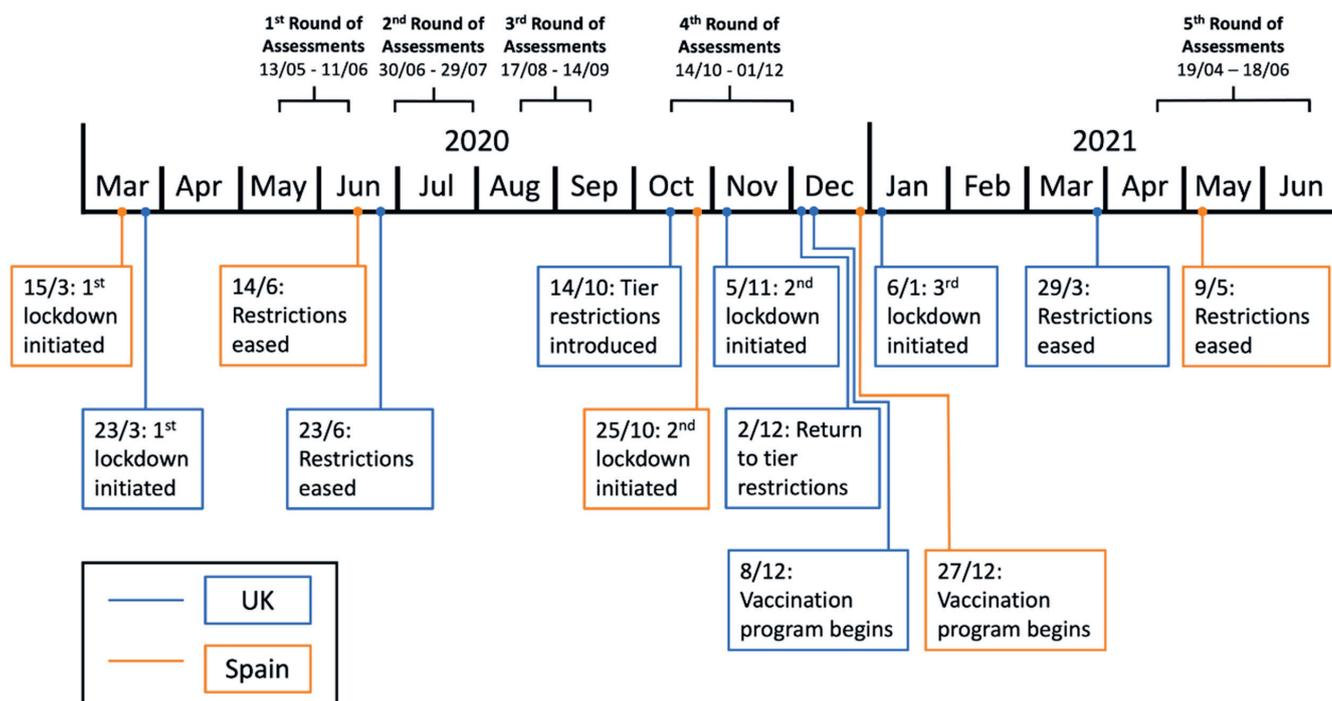 1st Round of
Assessments
13/05 - 11/06
2nd Round of
Assessments
30/06 - 29/07
3rd Round of
Assessments
17/08 - 14/09
4th Round of
Assessments
14/10 - 01/12
5th Round of
Assessments
19/04 – 18/06
2020
2021
Mar
Apr
May
Jun
Jul
Aug
Sep
Oct
Nov
Dec
Jan
Feb
Mar
Apr
May
Jun
15/3: 1st
lockdown
initiated
14/6:
Restrictions
eased
14/10: Tier
restrictions
introduced
5/11: 2nd
lockdown
initiated
6/1: 3rd
lockdown
initiated
29/3:
Restrictions
eased
9/5:
Restrictions
eased
23/3: 1st
lockdown
initiated
23/6:
Restrictions
eased
25/10: 2nd
lockdown
initiated
2/12: Return
to tier
restrictions
8/12:
Vaccination
program begins
27/12:
Vaccination
program begins
UK
Spain